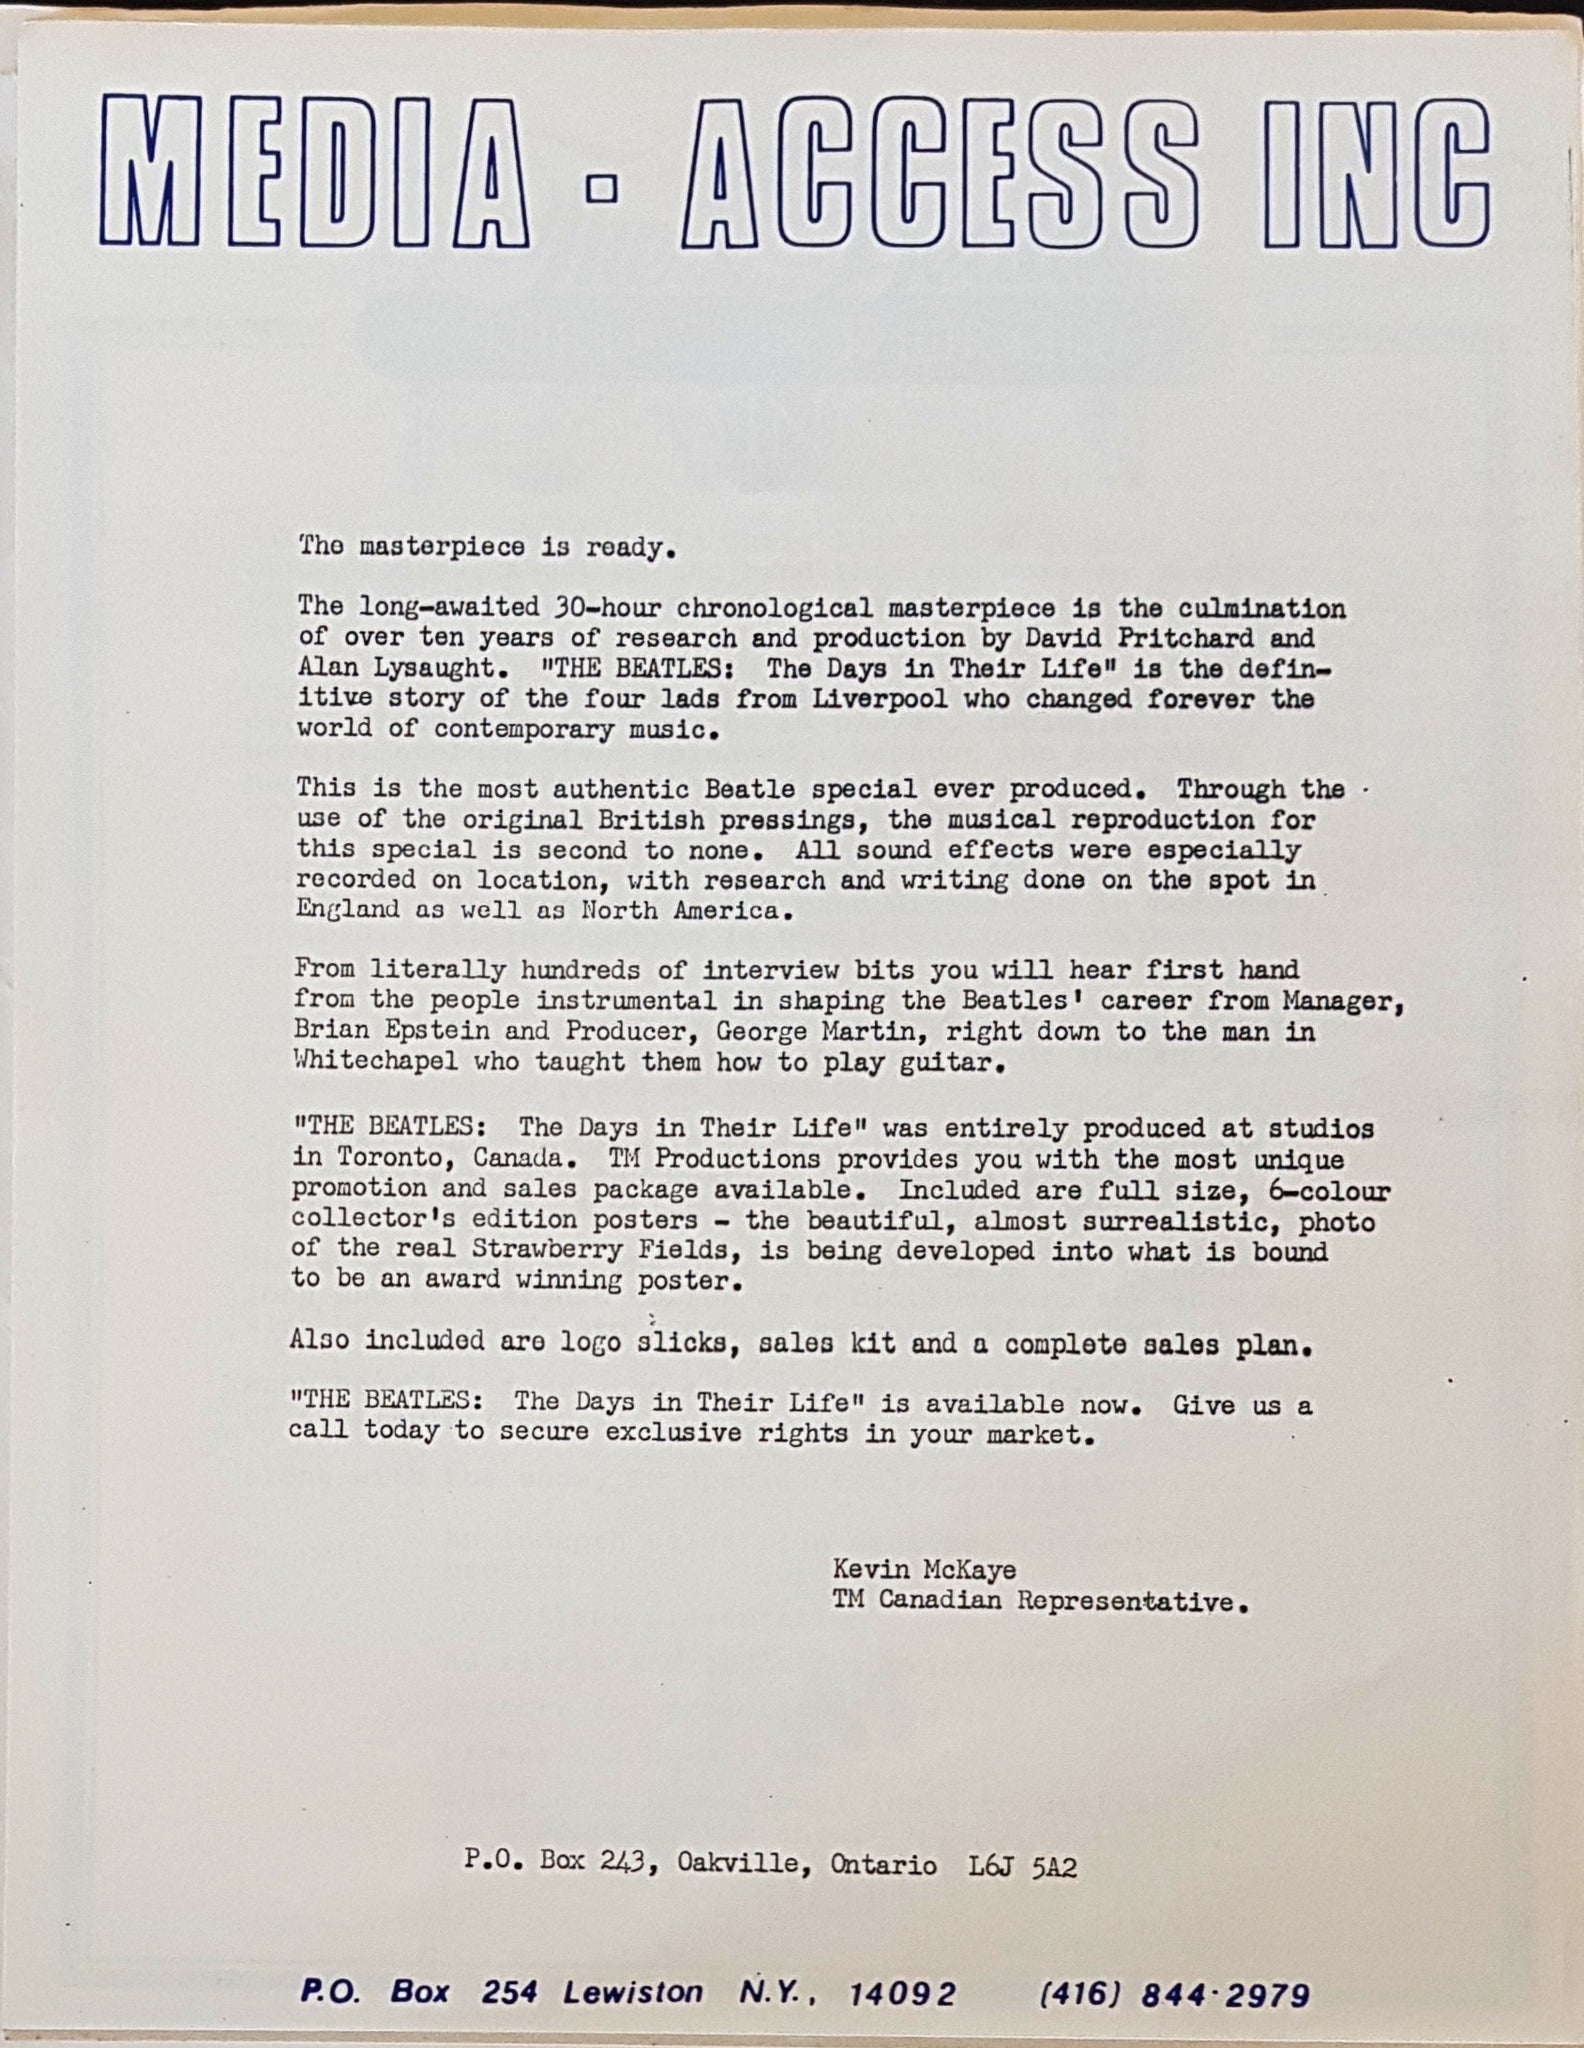 MEDIA - ACCESS INC
The masterpiece is ready.
The long-awaited 30-hour chronological masterpiece is the culmination
of over ten years of research and production by David Pritchard and
Alan Lysaught. "THE BEATLES: The Days in Their Life" is the defin-
itive story of the four lads from Liverpool who changed forever the
world of contemporary music.
This is the most authentic Beatle special ever produced. Through the
use of the original British pressings, the musical reproduction for
this special is second to none. All sound effects were especially
recorded on location, with research and writing done on the spot in
England as well as North America.
From literally hundreds of interview bits you will hear first hand
from the people instrumental in shaping the Beatles' career from Manager,
Brian Epstein and Producer, George Martin, right down to the man in
Whitechapel who taught them how to play guitar.
"THE BEATLES: The Days in Their Life" was entirely produced at studios
in Toronto, Canada. TM Productions provides you with the most unique
promotion and sales package available. Included are full size, 6-colour
collector's edition posters - the beautiful, almost surrealistic, photo
of the real Strawberry Fields, is being developed into what is bound
to be an award winning poster.
Also included are logo slicks, sales kit and a complete sales plan.
"THE BEATLES: The Days in Their Life" is available now. Give us a
call today to secure exclusive rights in your market.
Kevin McKaye
TM Canadian Representative.
P.O. Box 243, Oakville, Ontario L6J 5A2
P.O. Box 254 Lewiston N.Y., 14092 (416) 844·2979